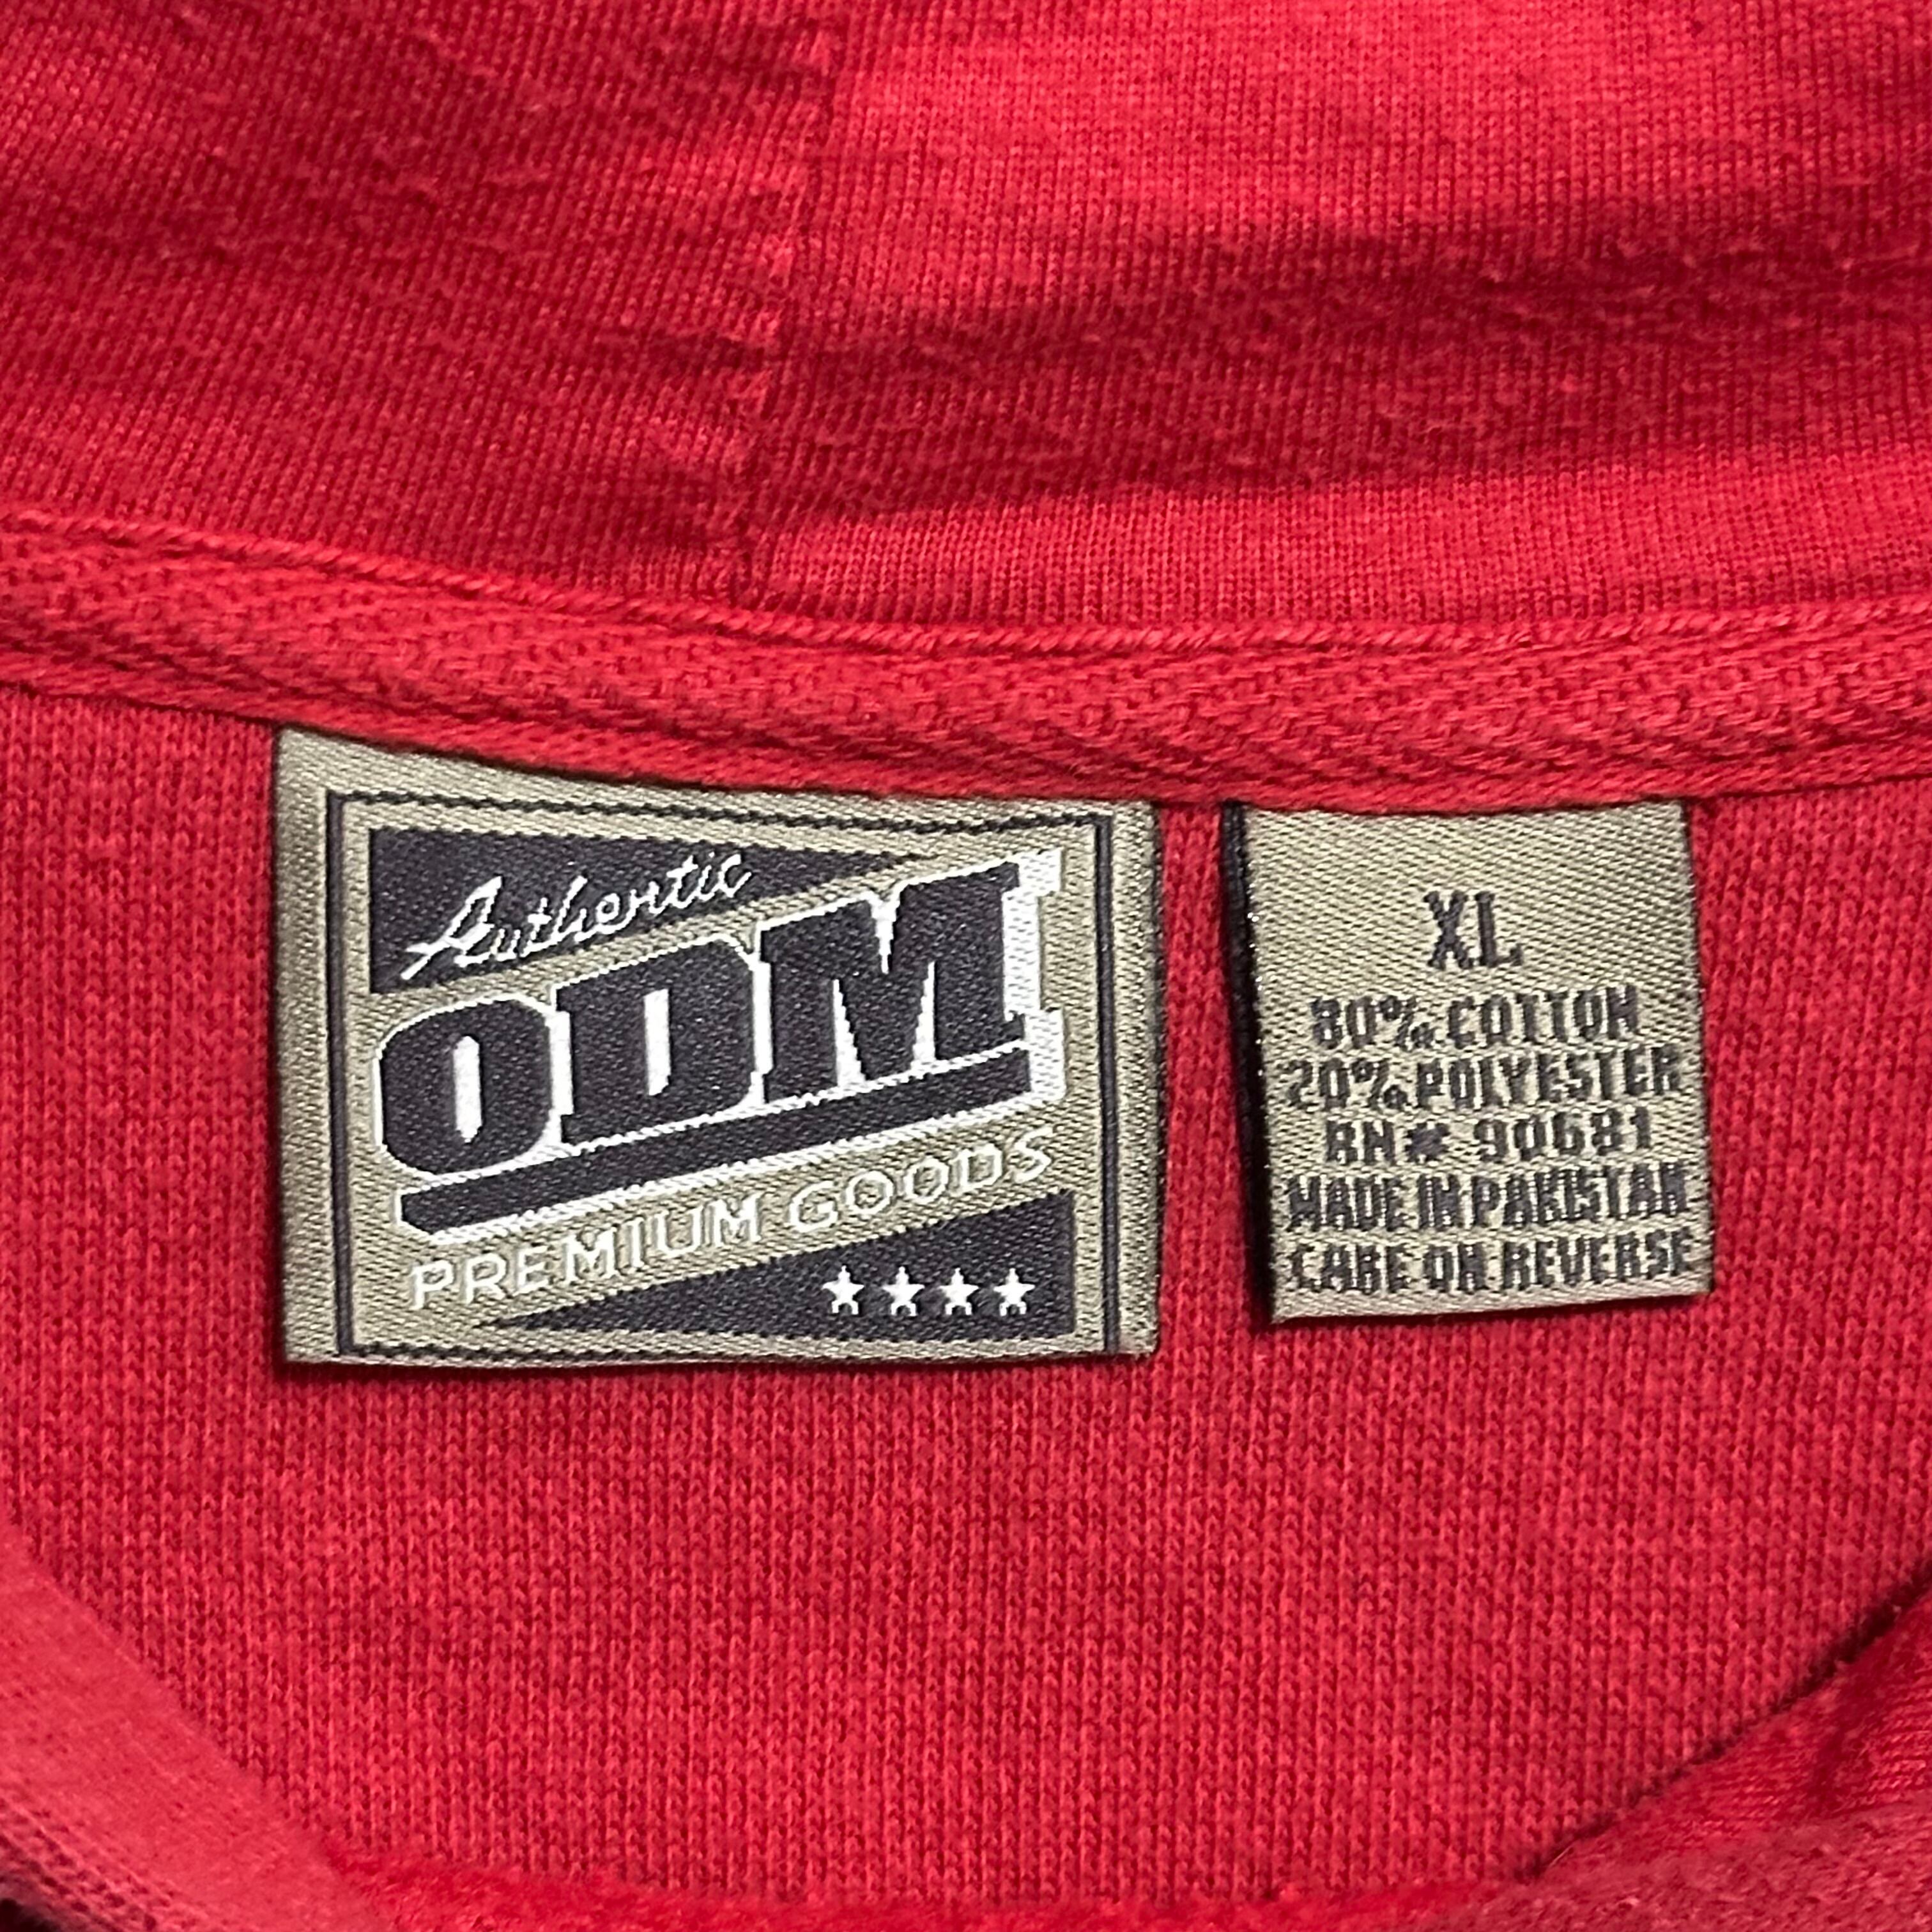 Authentic
ODM
PREMIUM GOODS
XL
80% COTTON
20% POLYESTER
RN# 90681
MADE IN PAKISTAN
CARE ON REVERSE